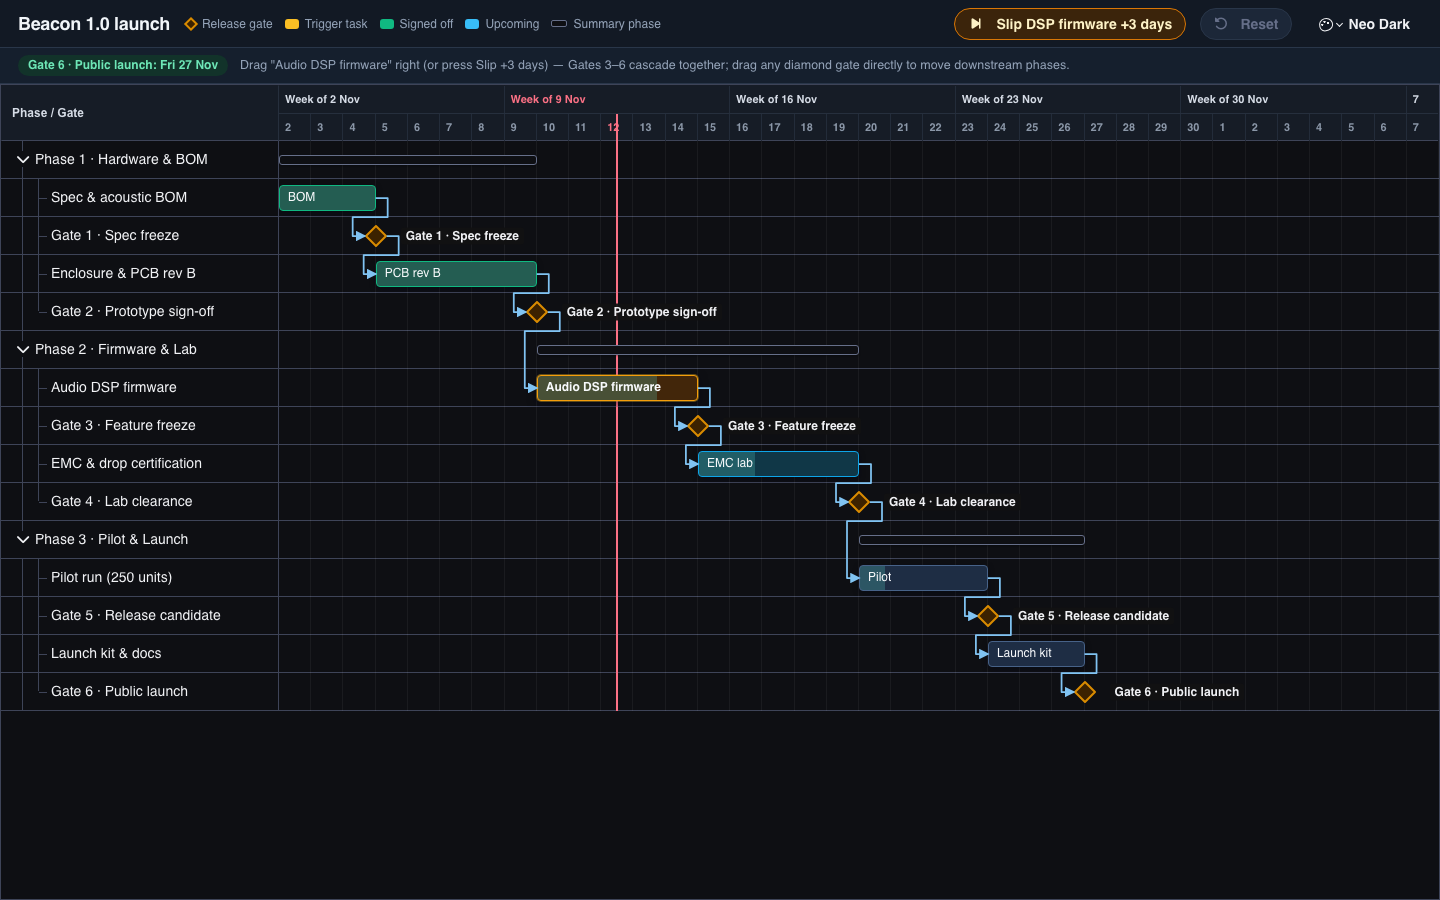 Beacon 1.0 launch
Release gate
Trigger task
Signed off
Upcoming
Summary phase
Slip DSP firmware +3 days
Reset
Neo Dark
Gate 6 · Public launch: Fri 27 Nov
Drag "Audio DSP firmware" right (or press Slip +3 days) — Gates 3–6 cascade together; drag any diamond gate directly to move downstream phases.
Phase / Gate
Week of 2 Nov
Week of 9 Nov
Week of 16 Nov
Week of 23 Nov
Week of 30 Nov
7
2 3 4 5 6 7 8 9 10 11 12 13 14 15 16 17 18 19 20 21 22 23 24 25 26 27 28 29 30 1 2 3 4 5 6 7
Phase 1 · Hardware & BOM
Spec & acoustic BOM
BOM
Gate 1 · Spec freeze
Gate 1 · Spec freeze
Enclosure & PCB rev B
PCB rev B
Gate 2 · Prototype sign-off
Gate 2 · Prototype sign-off
Phase 2 · Firmware & Lab
Audio DSP firmware
Audio DSP firmware
Gate 3 · Feature freeze
Gate 3 · Feature freeze
EMC & drop certification
EMC lab
Gate 4 · Lab clearance
Gate 4 · Lab clearance
Phase 3 · Pilot & Launch
Pilot run (250 units)
Pilot
Gate 5 · Release candidate
Gate 5 · Release candidate
Launch kit & docs
Launch kit
Gate 6 · Public launch
Gate 6 · Public launch